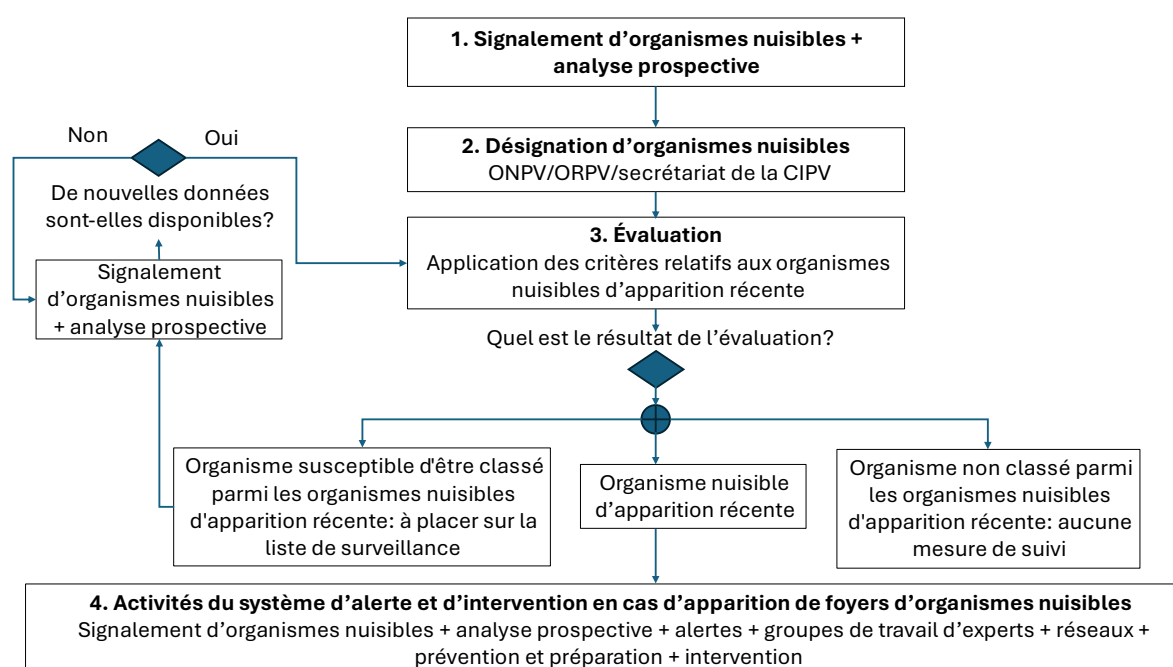 1. Signalement d’organismes nuisibles +
analyse prospective
Non
Oui
2. Désignation d’organismes nuisibles
ONPV/ORPV/secrétariat de la CIPV
De nouvelles données
sont-elles disponibles?
3. Évaluation
Application des critères relatifs aux organismes
nuisibles d’apparition récente
Signalement
d’organismes nuisibles
+ analyse prospective
Quel est le résultat de l’évaluation?
Organisme susceptible d'être classé
parmi les organismes nuisibles
d'apparition récente: à placer sur la
liste de surveillance
Organisme nuisible
d’apparition récente
Organisme non classé parmi
les organismes nuisibles
d'apparition récente: aucune
mesure de suivi
4. Activités du système d’alerte et d’intervention en cas d’apparition de foyers d’organismes nuisibles
Signalement d’organismes nuisibles + analyse prospective + alertes + groupes de travail d’experts + réseaux +
prévention et préparation + intervention